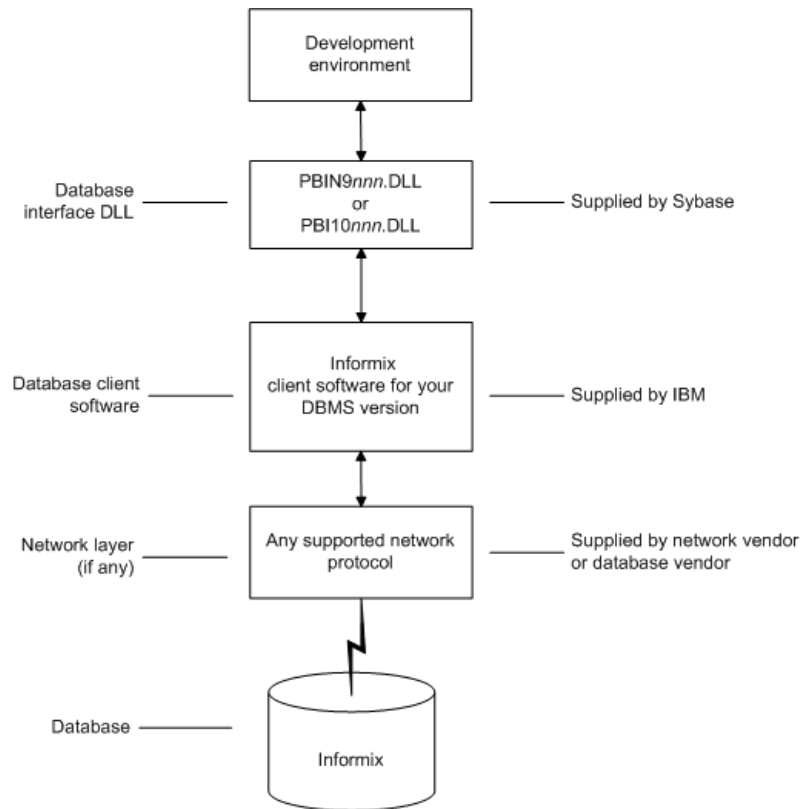 Development
environment
Database
interface DLL
PBIN9nnn.DLL
or
PBI10nnn.DLL
Supplied by Sybase
Database client
software
Informix
client software for your
DBMS version
Supplied by IBM
Network layer
(if any)
Any supported network
protocol
Supplied by network vendor
or database vendor
Database
Informix